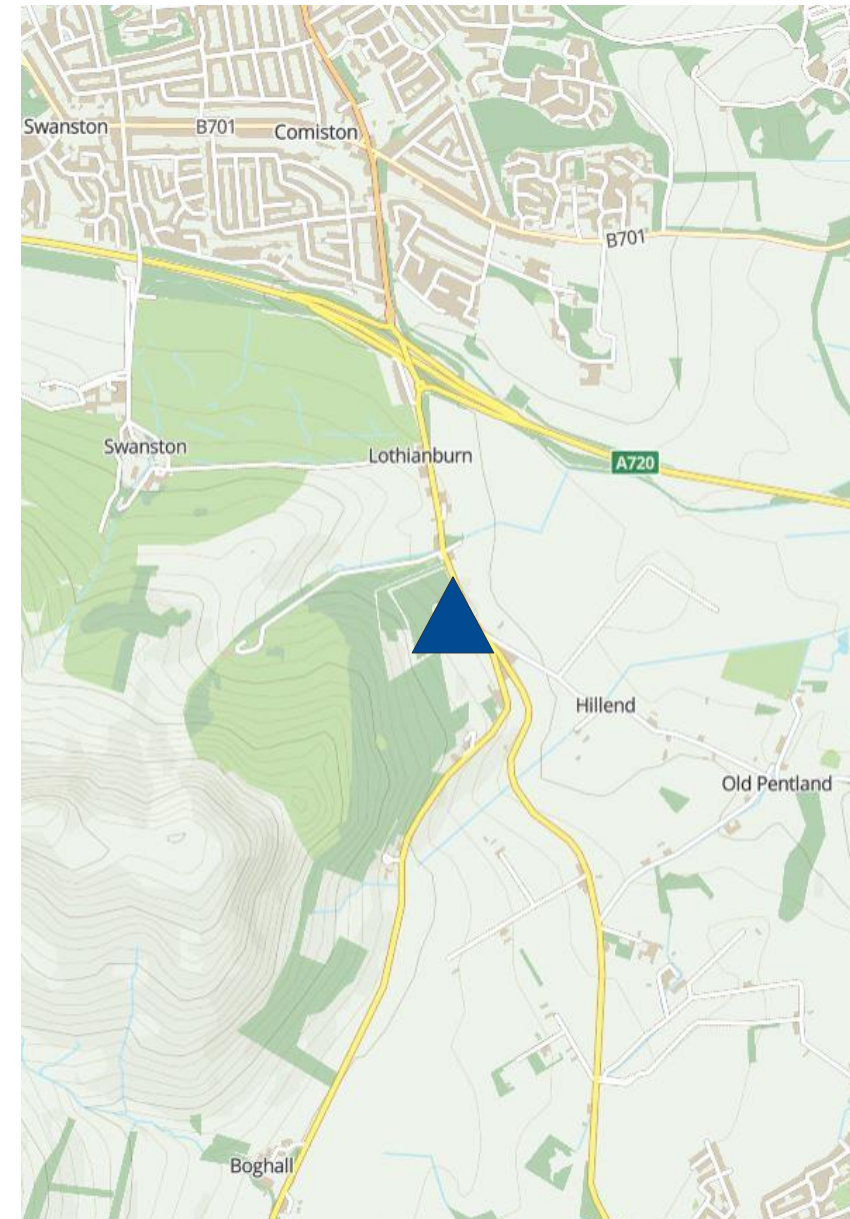 Swanston
B701
Comiston
B701
Swanston
Lothianburn
A720
Hillend
Old Pentland
Boghall